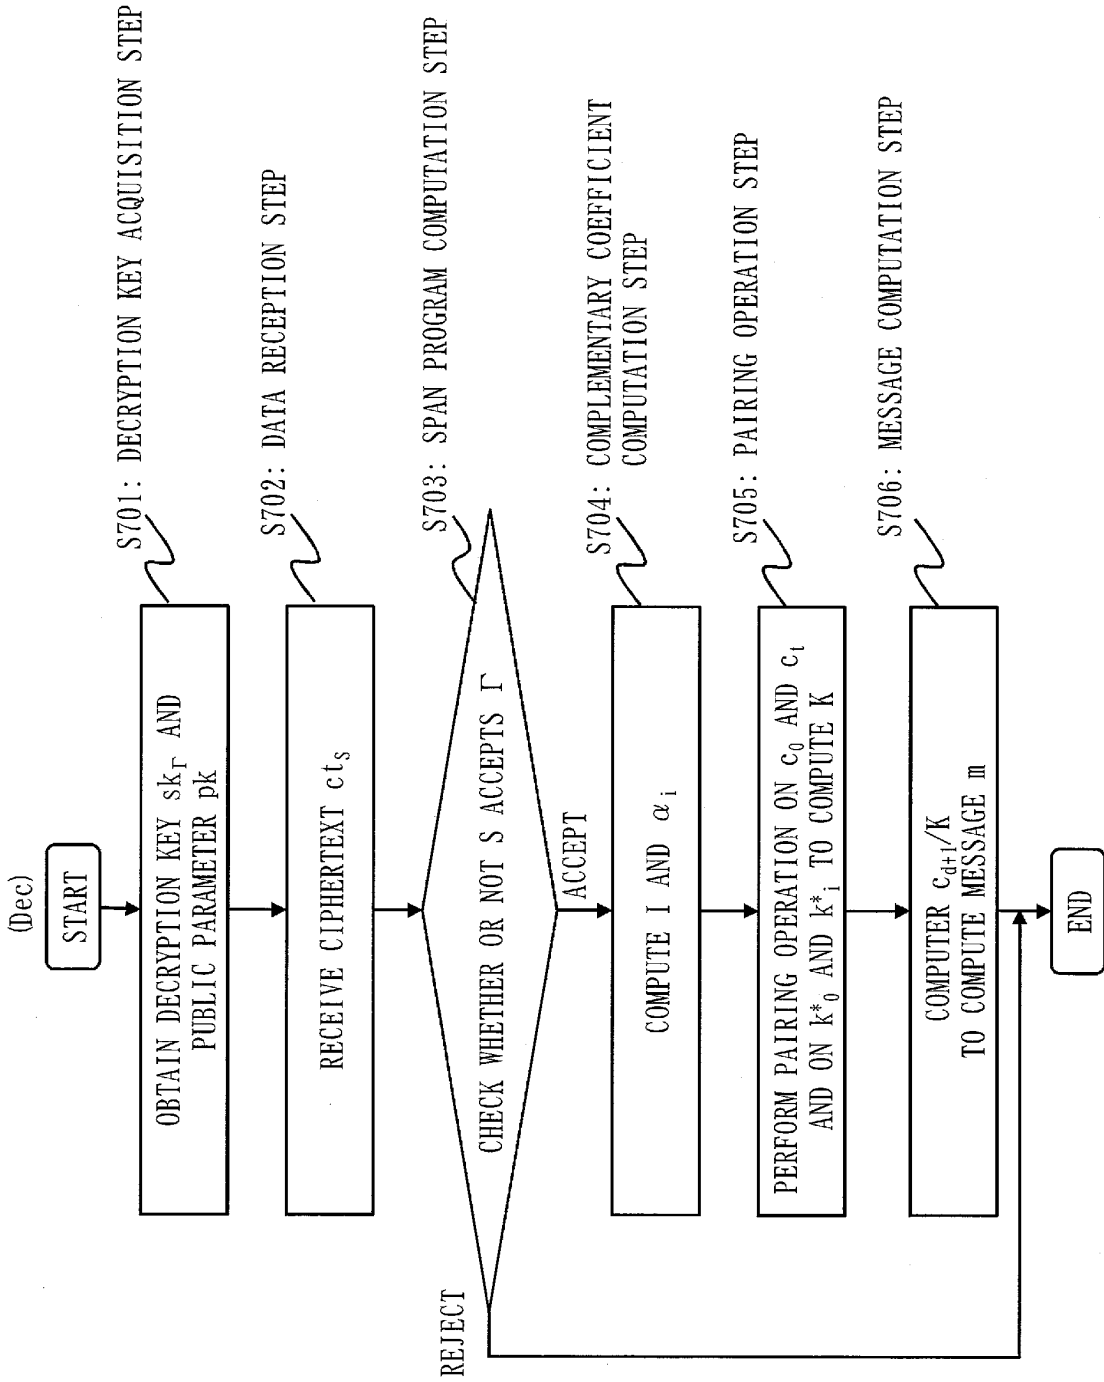 (Dec)
START
S701: DECRYPTION KEY ACQUISITION STEP
OBTAIN DECRYPTION KEY skΓ AND
PUBLIC PARAMETER pk
S702: DATA RECEPTION STEP
RECEIVE CIPHERTEXT ctS
S703: SPAN PROGRAM COMPUTATION STEP
CHECK WHETHER OR NOT S ACCEPTS Γ
REJECT
ACCEPT
S704: COMPLEMENTARY COEFFICIENT
COMPUTATION STEP
COMPUTE I AND αi
S705: PAIRING OPERATION STEP
PERFORM PAIRING OPERATION ON c0 AND ct
AND ON k*0 AND k*i TO COMPUTE K
S706: MESSAGE COMPUTATION STEP
COMPUTER cd+1/K
TO COMPUTE MESSAGE m
END